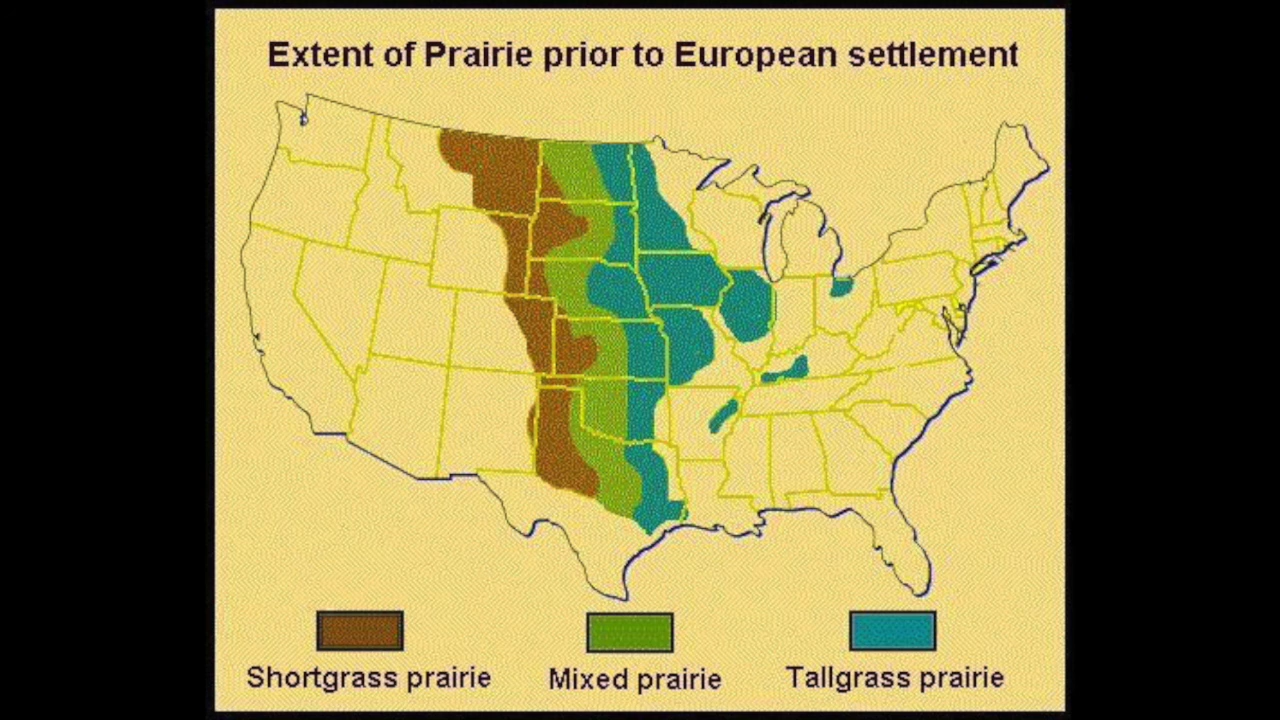 Extent of Prairie prior to European settlement
Shortgrass prairie
Mixed prairie
Tallgrass prairie